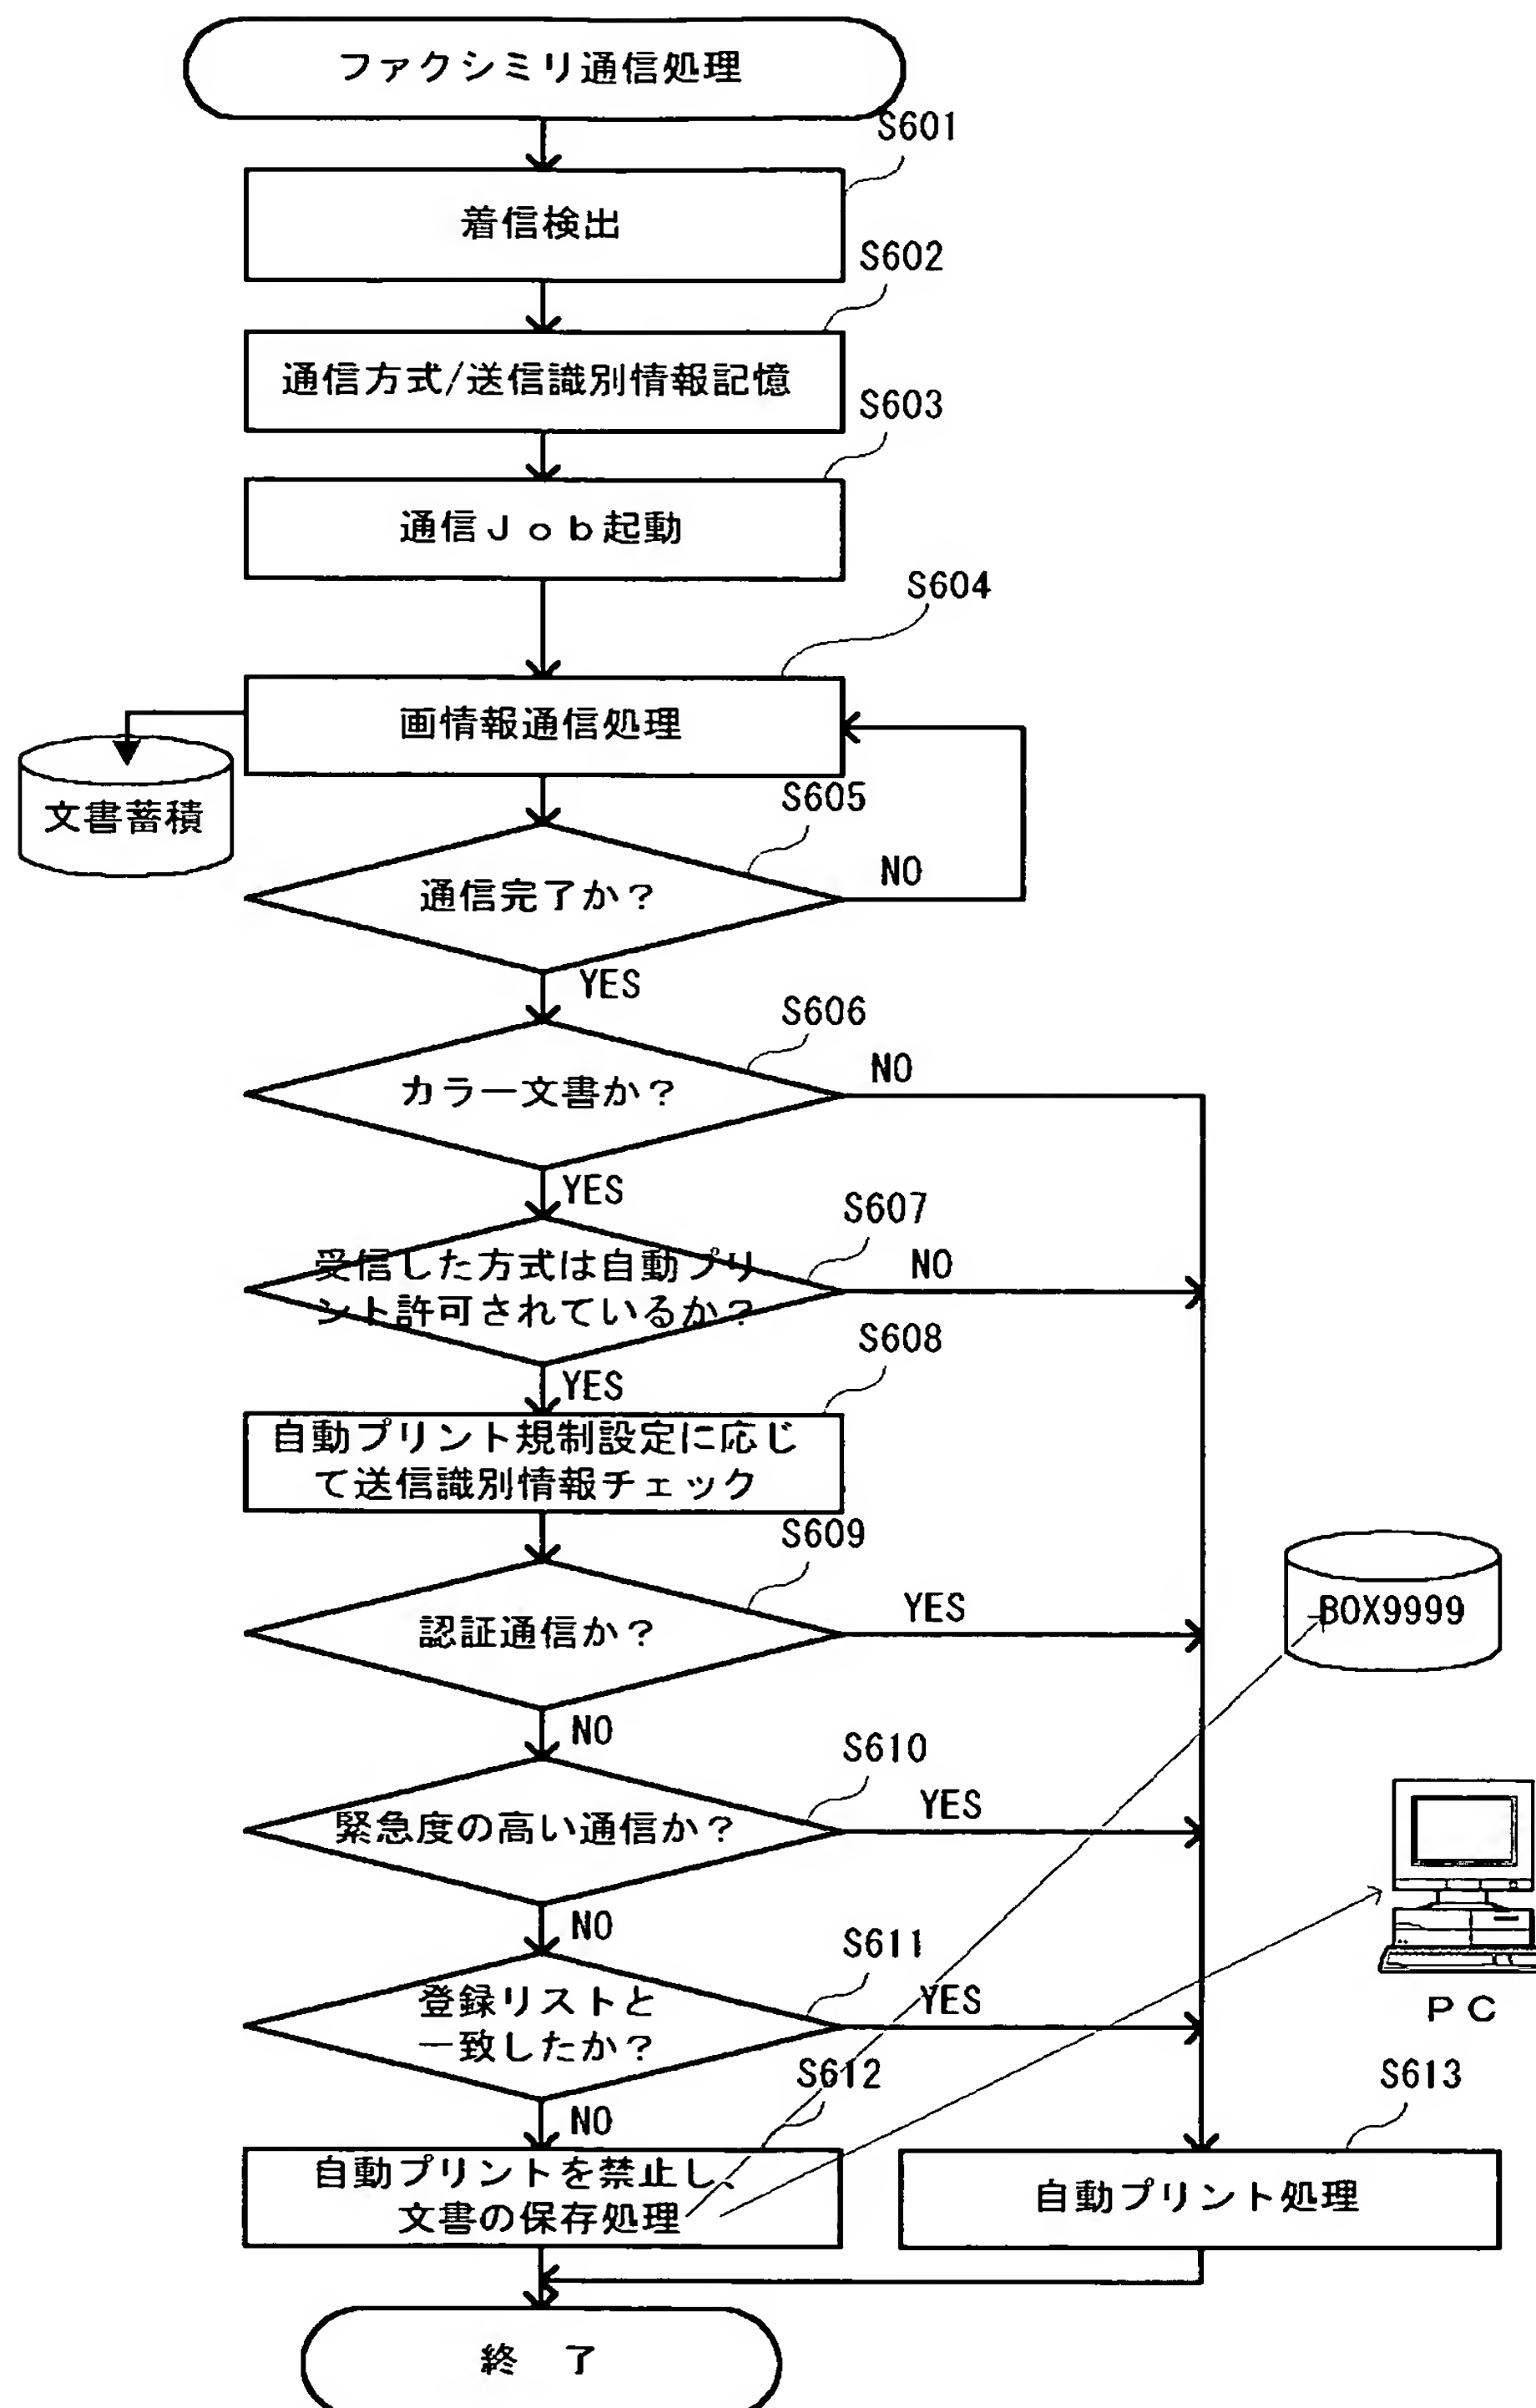 ファクシミリ通信処理
S601
着信検出
S602
通信方式/送信識別情報記憶
S603
通信Job起動
S604
画情報通信処理
文書蓄積
S605
通信完了か?
NO
YES
S606
カラー文書か?
NO
YES
S607
受信した方式は自動プリ
ント許可されているか?
NO
YES
S608
自動プリント規制設定に応じ
て送信識別情報チェック
S609
認証通信か?
YES
NO
BOX9999
S610
緊急度の高い通信か?
YES
NO
S611
登録リストと
一致したか?
YES
NO
PC
S612
自動プリントを禁止し、
文書の保存処理
S613
自動プリント処理
終 了